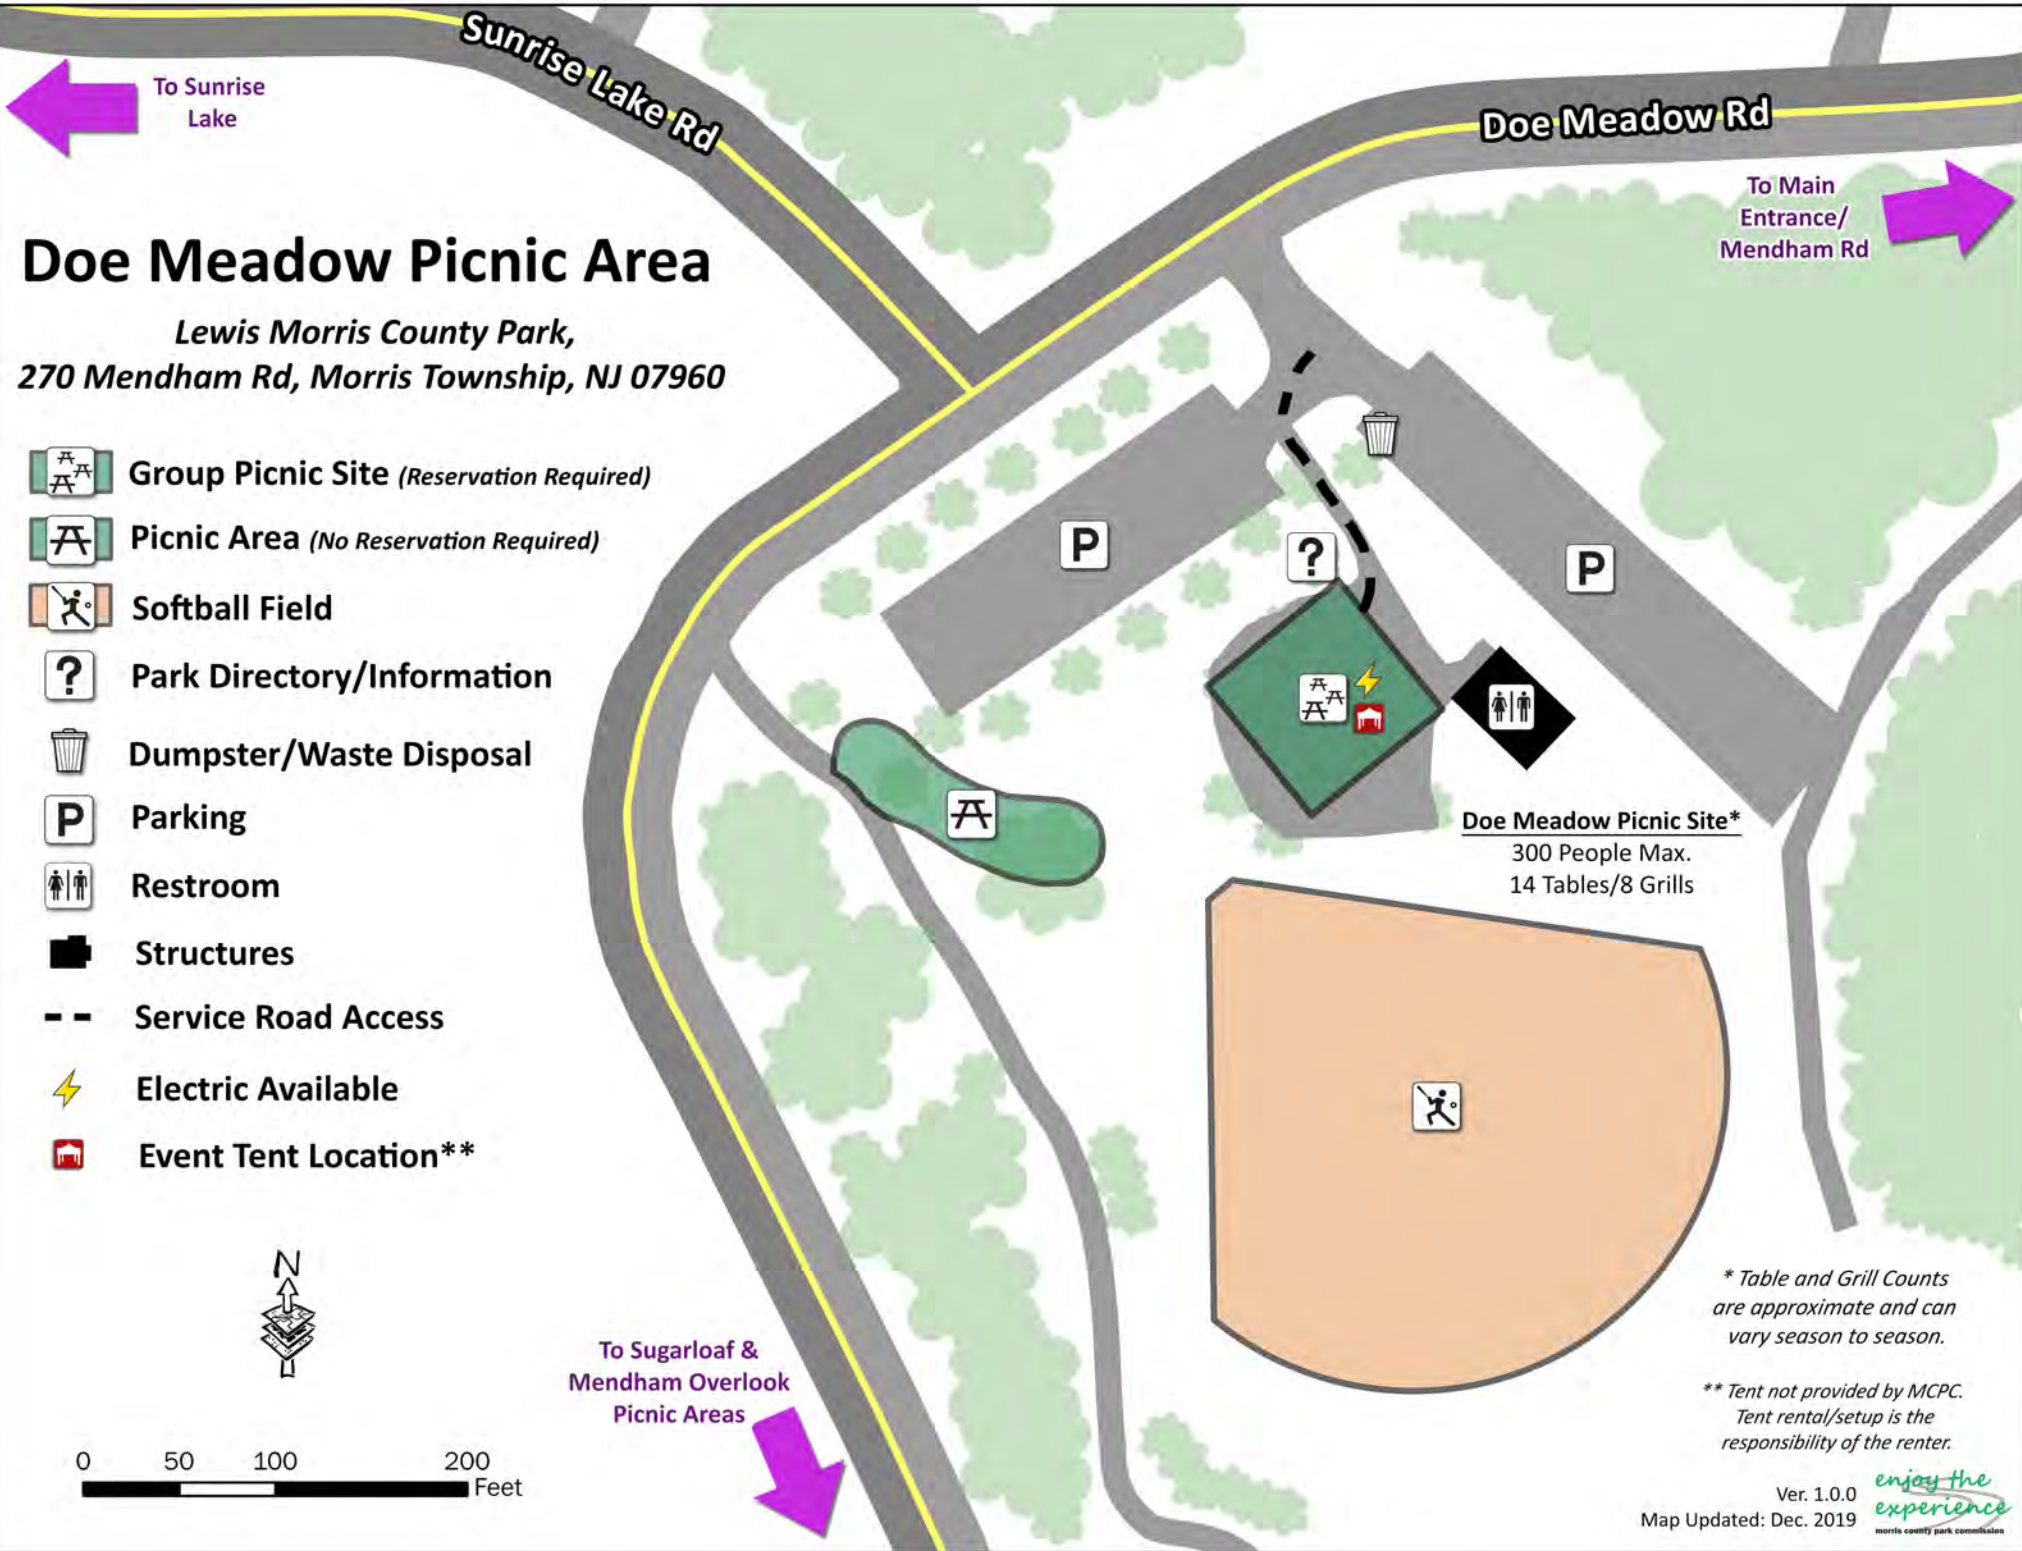 Sunrise Lake Rd
Doe Meadow Rd
To Sunrise
Lake
To Main
Entrance/
Mendham Rd
Doe Meadow Picnic Area
Lewis Morris County Park,
270 Mendham Rd, Morris Township, NJ 07960
Group Picnic Site (Reservation Required)
Picnic Area (No Reservation Required)
Softball Field
? Park Directory/Information
Dumpster/Waste Disposal
P Parking
Restroom
Structures
Service Road Access
Electric Available
Event Tent Location**
P
?
P
Doe Meadow Picnic Site*
300 People Max.
14 Tables/8 Grills
N
0 50 100 200
Feet
To Sugarloaf &
Mendham Overlook
Picnic Areas
* Table and Grill Counts
are approximate and can
vary season to season.
** Tent not provided by MCPC.
Tent rental/setup is the
responsibility of the renter.
Ver. 1.0.0
Map Updated: Dec. 2019
enjoy the
experience
morris county park commission